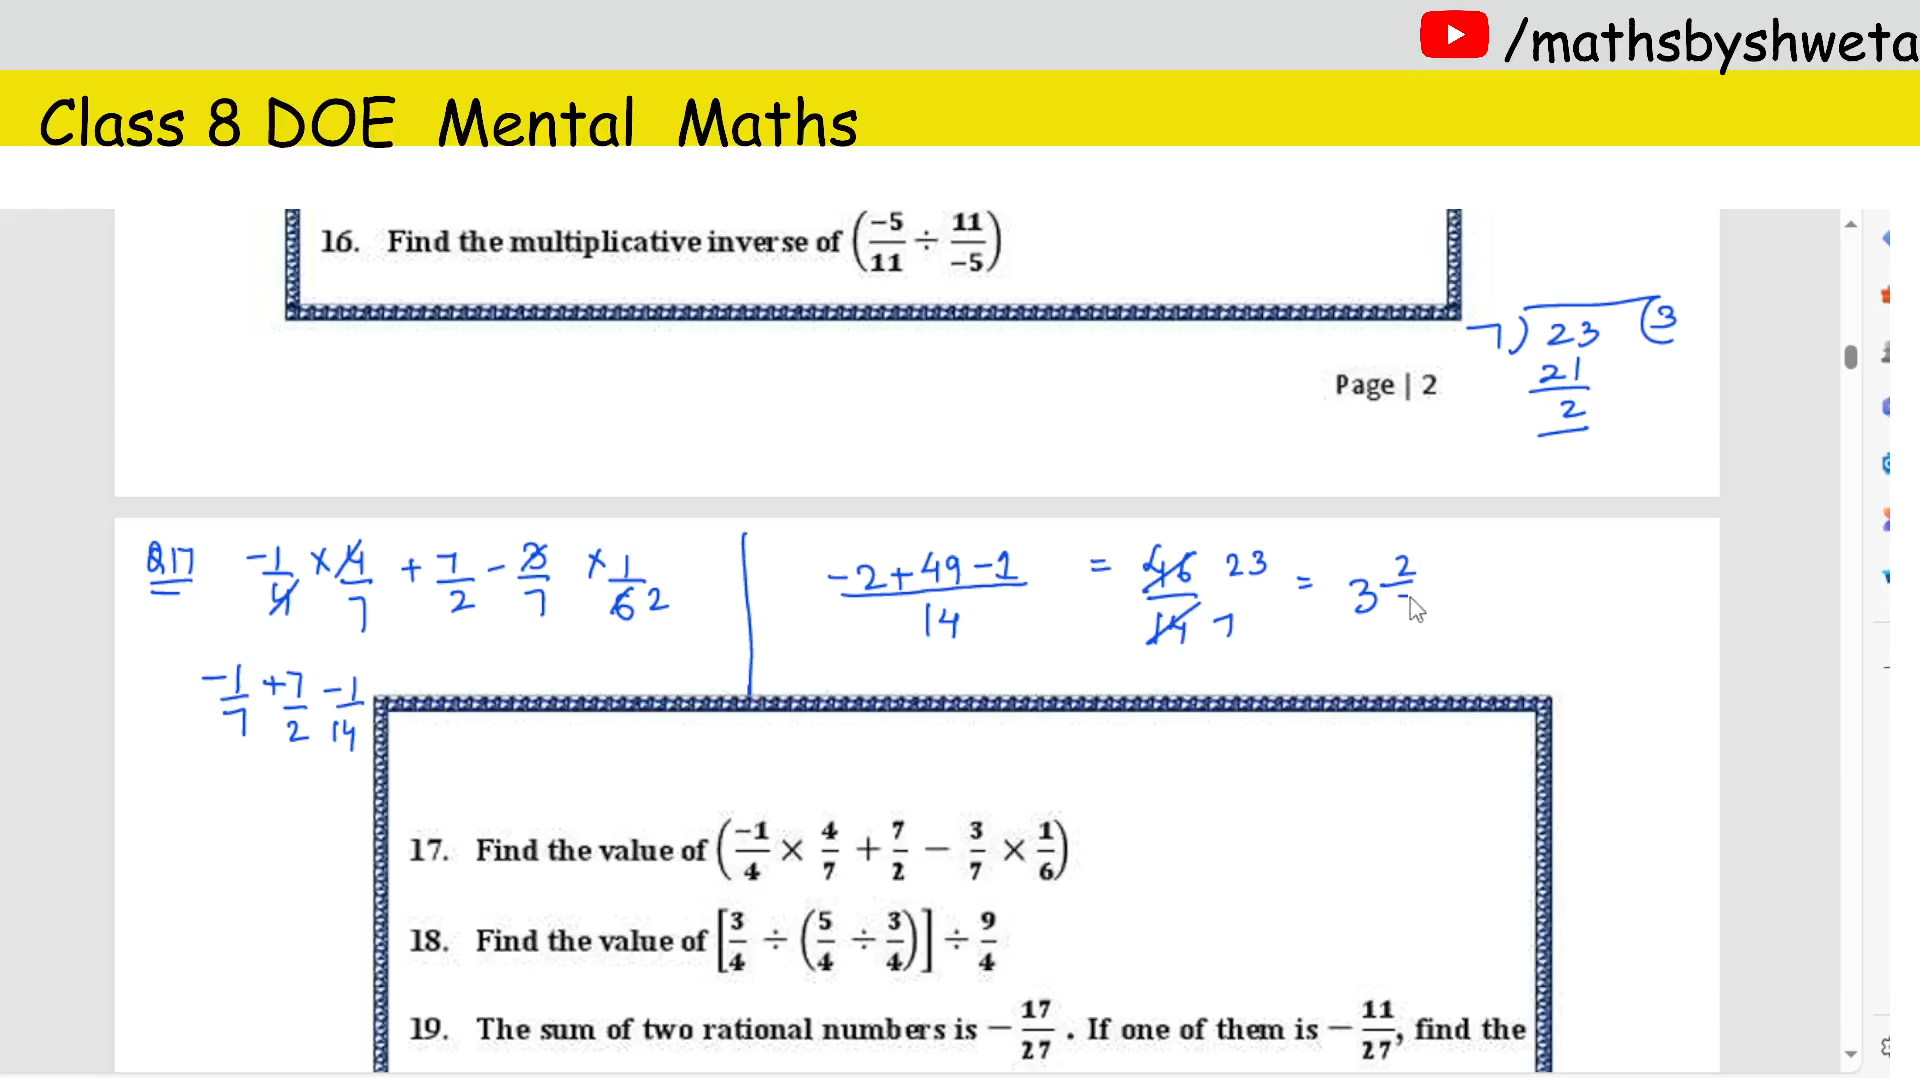 /mathsbyshweta
Class 8 DOE Mental Maths
16. Find the multiplicative inverse of (-5/11 ÷ 11/-5)
7) 23 (3
21
2
Page | 2
Q17 -1/4 × 4/7 + 7/2 - 3/7 × 1/6 2
-2+49-1/14 = 46/14 23/7 = 3 2/
-1/7 +7/2 -1/14
17. Find the value of (-1/4 × 4/7 + 7/2 − 3/7 × 1/6)
18. Find the value of [3/4 ÷ (5/4 ÷ 3/4)] ÷ 9/4
19. The sum of two rational numbers is − 17/27 . If one of them is − 11/27, find the